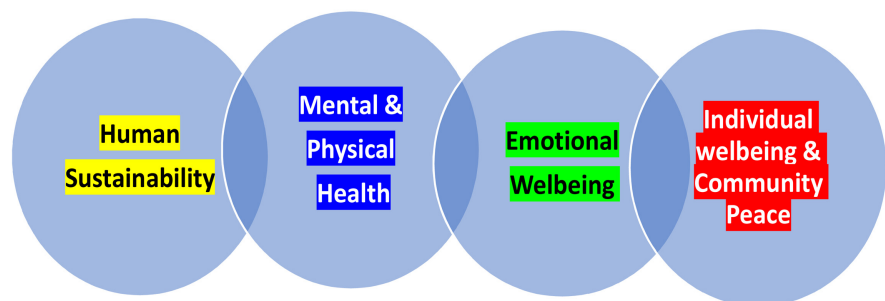 Human
Sustainability
Mental &
Physical
Health
Emotional
Welbeing
Individual
welbeing &
Community
Peace